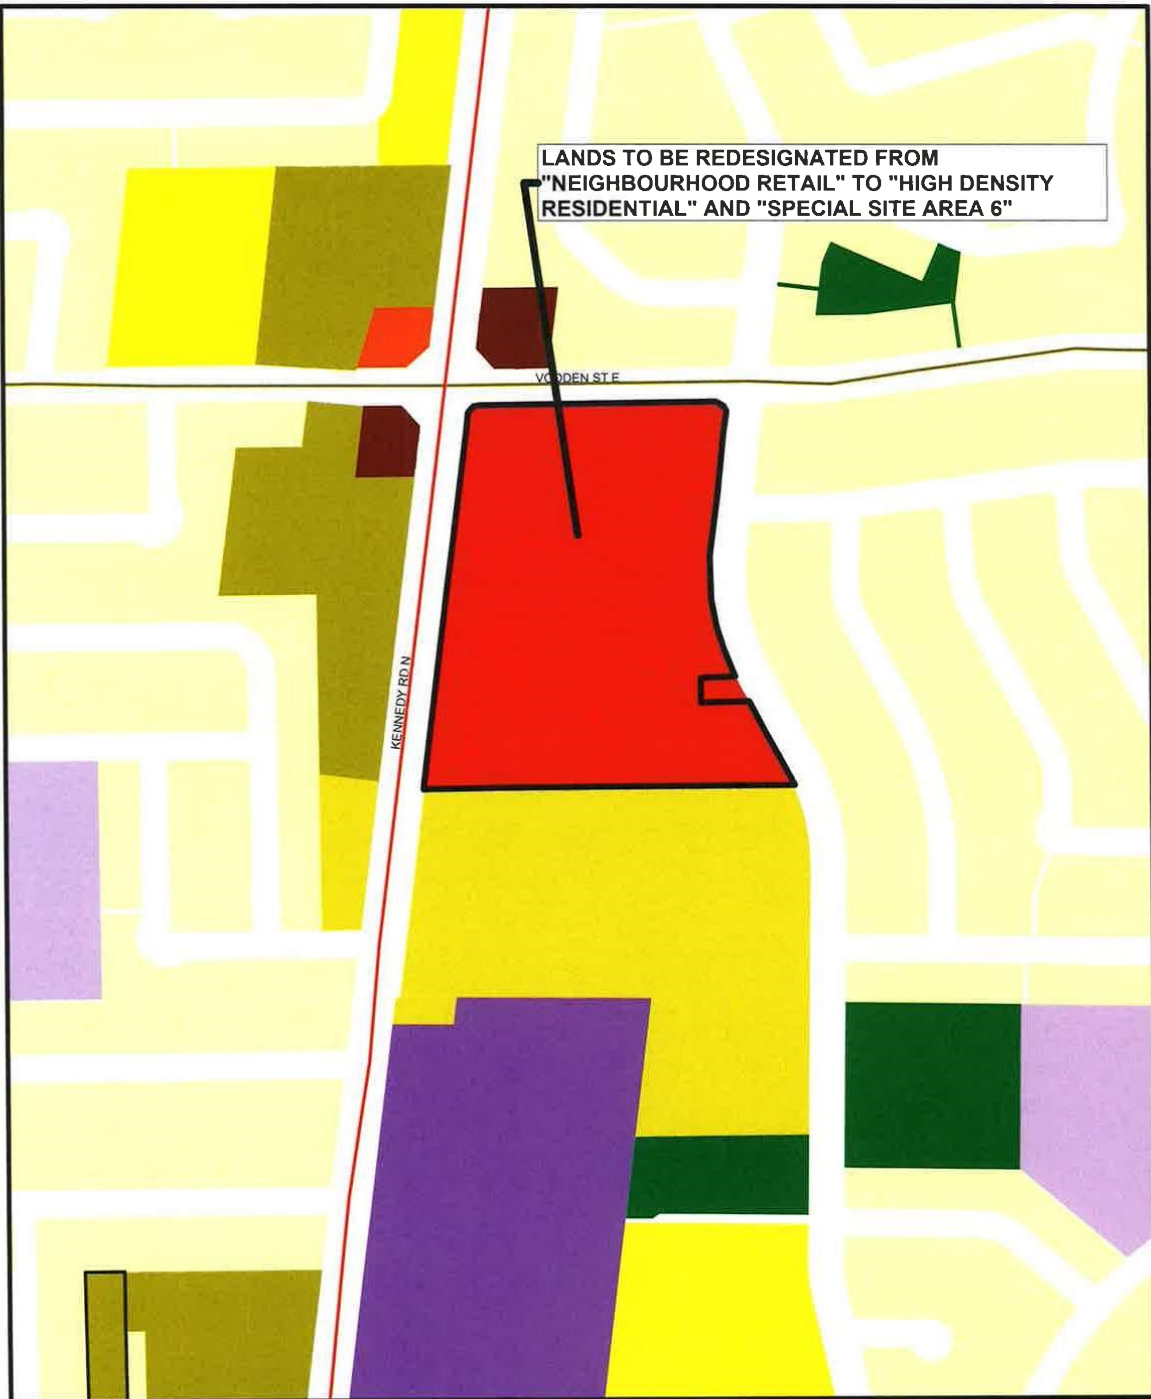 LANDS TO BE REDESIGNATED FROM
"NEIGHBOURHOOD RETAIL" TO "HIGH DENSITY
RESIDENTIAL" AND "SPECIAL SITE AREA 6"
VODDEN ST E
KENNEDY RD N